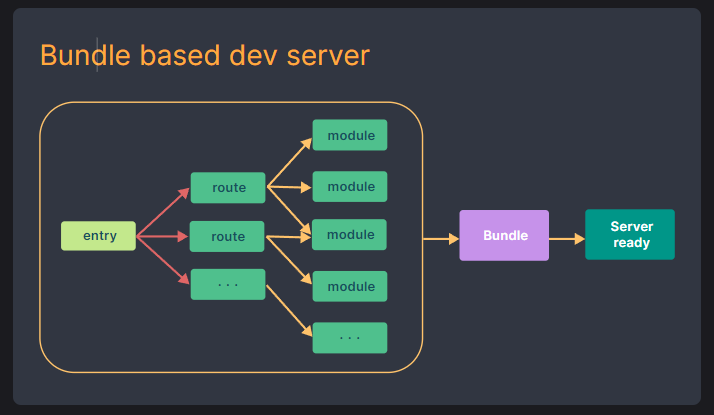 Bundle based dev server
entry
route
route
· · ·
module
module
module
module
· · ·
Bundle
Server
ready